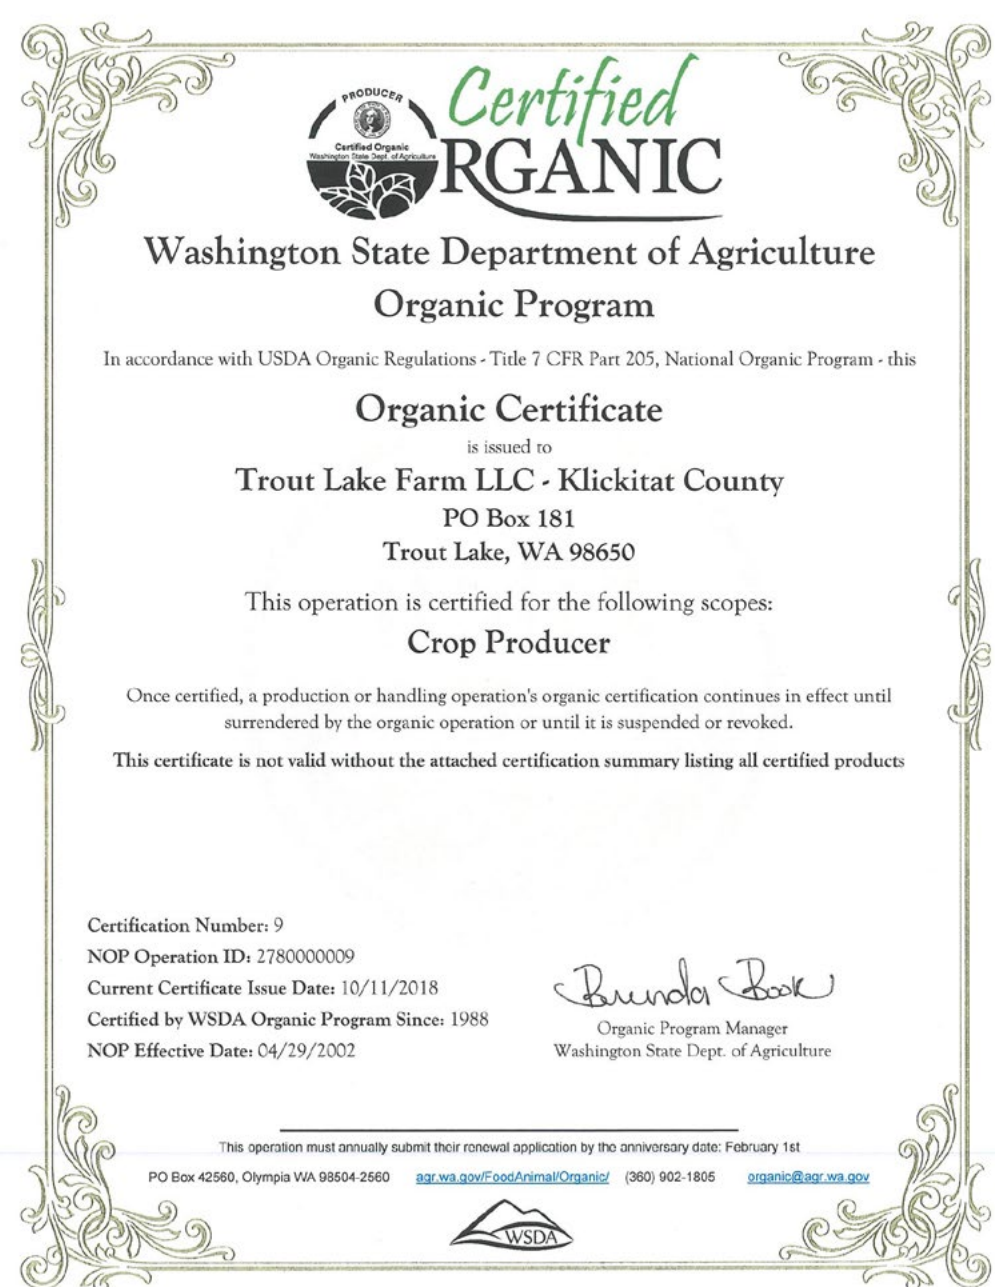 PRODUCER
Certified Organic
Washington State Dept. of Agriculture
Certified
ORGANIC
Washington State Department of Agriculture
Organic Program
In accordance with USDA Organic Regulations - Title 7 CFR Part 205, National Organic Program - this
Organic Certificate
is issued to
Trout Lake Farm LLC - Klickitat County
PO Box 181
Trout Lake, WA 98650
This operation is certified for the following scopes:
Crop Producer
Once certified, a production or handling operation's organic certification continues in effect until
surrendered by the organic operation or until it is suspended or revoked.
This certificate is not valid without the attached certification summary listing all certified products
Certification Number: 9
NOP Operation ID: 2780000009
Current Certificate Issue Date: 10/11/2018
Certified by WSDA Organic Program Since: 1988
NOP Effective Date: 04/29/2002
Brenda Book
Organic Program Manager
Washington State Dept. of Agriculture
This operation must annually submit their renewal application by the anniversary date: February 1st
PO Box 42560, Olympia WA 98504-2560 agr.wa.gov/FoodAnimal/Organic/ (360) 902-1805 organic@agr.wa.gov
WSDA